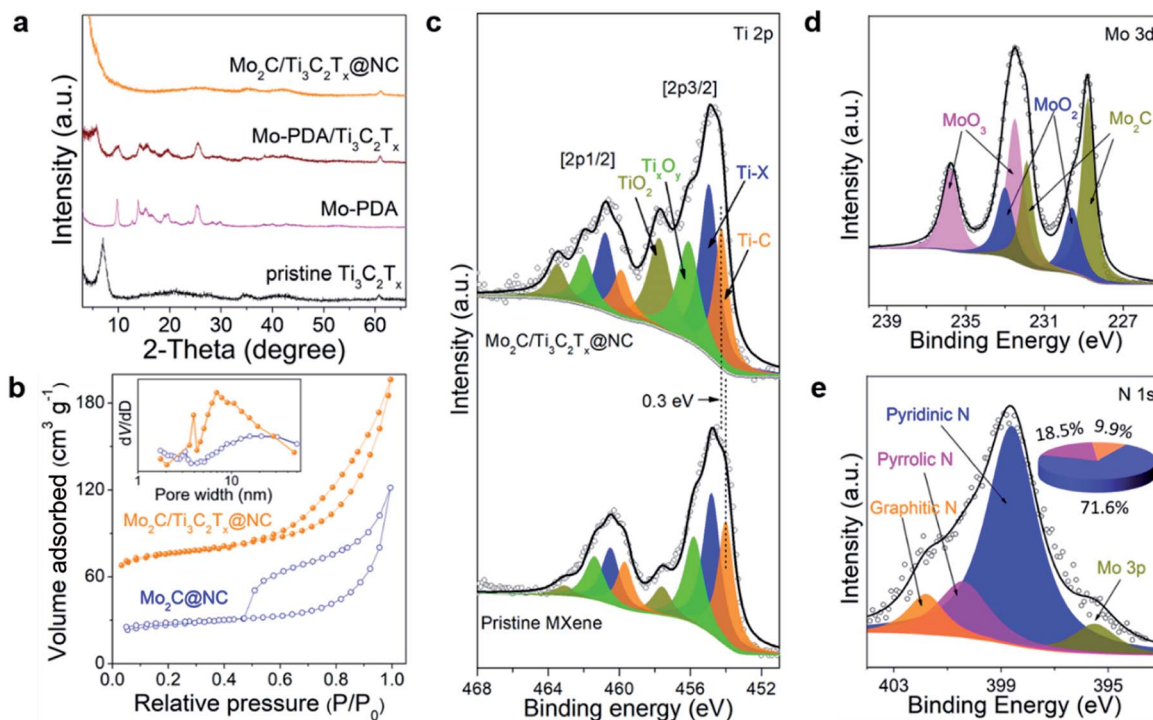 a
Intensity (a.u.)
Mo₂C/Ti₃C₂Tₓ@NC
Mo-PDA/Ti₃C₂Tₓ
Mo-PDA
pristine Ti₃C₂Tₓ
10 20 30 40 50 60
2-Theta (degree)
b
Volume adsorbed (cm³ g⁻¹)
180
120
60
0
dV/dD
1 10
Pore width (nm)
Mo₂C/Ti₃C₂Tₓ@NC
Mo₂C@NC
0.0 0.2 0.4 0.6 0.8 1.0
Relative pressure (P/P₀)
c
Ti 2p
Intensity (a.u.)
[2p3/2]
[2p1/2]
TiO₂
TiₓOᵧ
Ti-X
Ti-C
Mo₂C/Ti₃C₂Tₓ@NC
0.3 eV
Pristine MXene
468 464 460 456 452
Binding energy (eV)
d
Mo 3d
Intensity (a.u.)
MoO₃
MoO₂
Mo₂C
239 235 231 227
Binding Energy (eV)
e
N 1s
Intensity (a.u.)
Pyridinic N
Pyrrolic N
Graphitic N
18.5%
9.9%
71.6%
Mo 3p
403 399 395
Binding energy (eV)